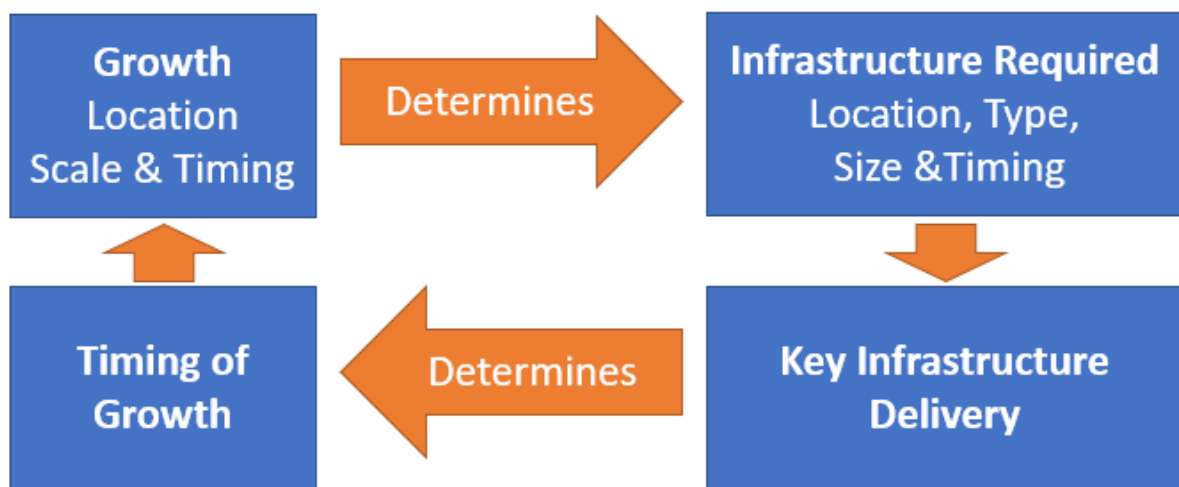 Growth
Location
Scale & Timing
Determines
Infrastructure Required
Location, Type,
Size &Timing
Timing of
Growth
Determines
Key Infrastructure
Delivery